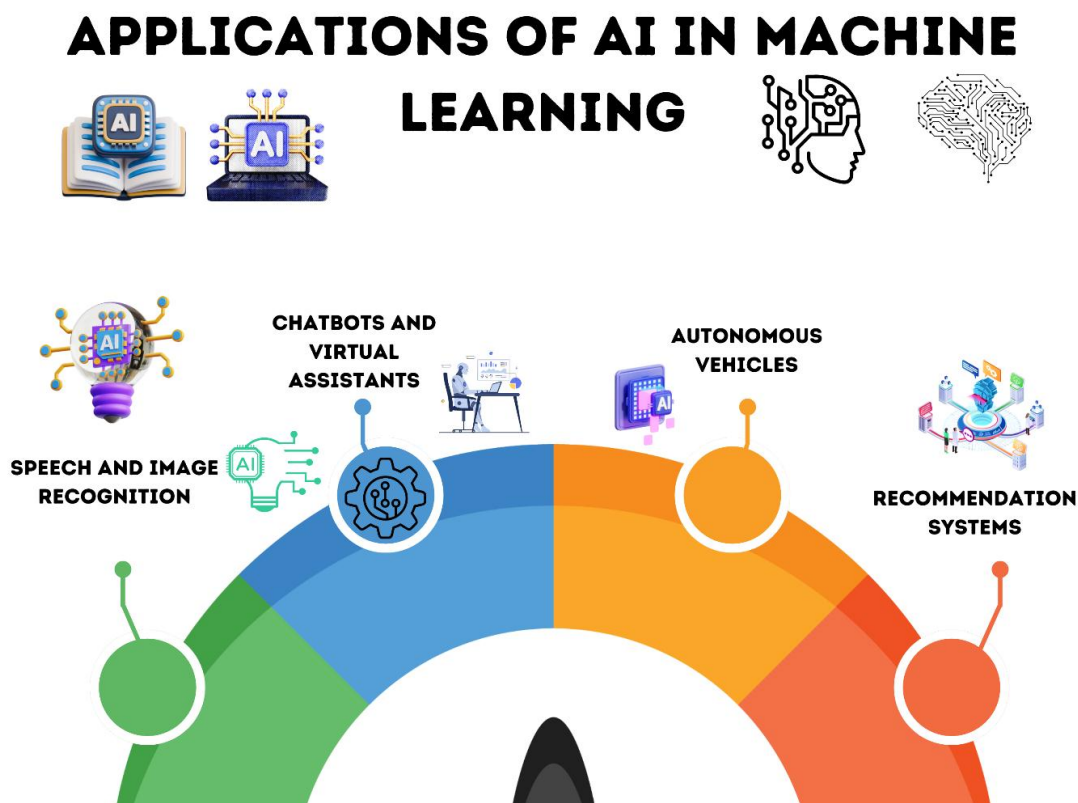 APPLICATIONS OF AI IN MACHINE
LEARNING
AI
AI
AI
CHATBOTS AND
VIRTUAL
ASSISTANTS
AUTONOMOUS
VEHICLES
AI
AI
SPEECH AND IMAGE
RECOGNITION
RECOMMENDATION
SYSTEMS